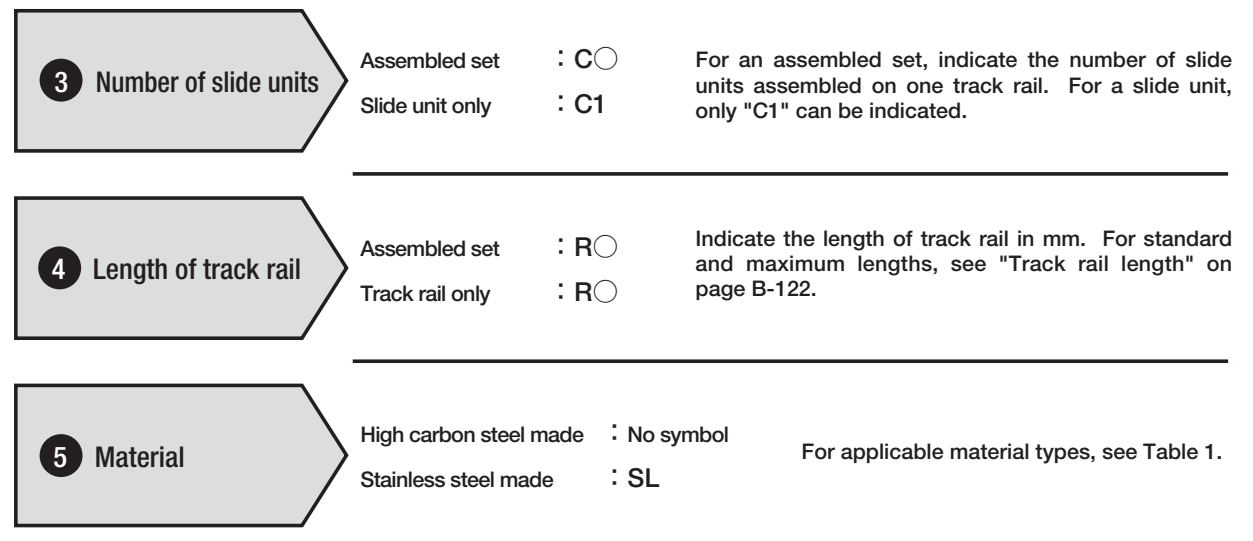 3 Number of slide units
Assembled set : C○
Slide unit only : C1
For an assembled set, indicate the number of slide
units assembled on one track rail. For a slide unit,
only "C1" can be indicated.
4 Length of track rail
Assembled set : R○
Track rail only : R○
Indicate the length of track rail in mm. For standard
and maximum lengths, see "Track rail length" on
page B-122.
5 Material
High carbon steel made : No symbol
Stainless steel made : SL
For applicable material types, see Table 1.